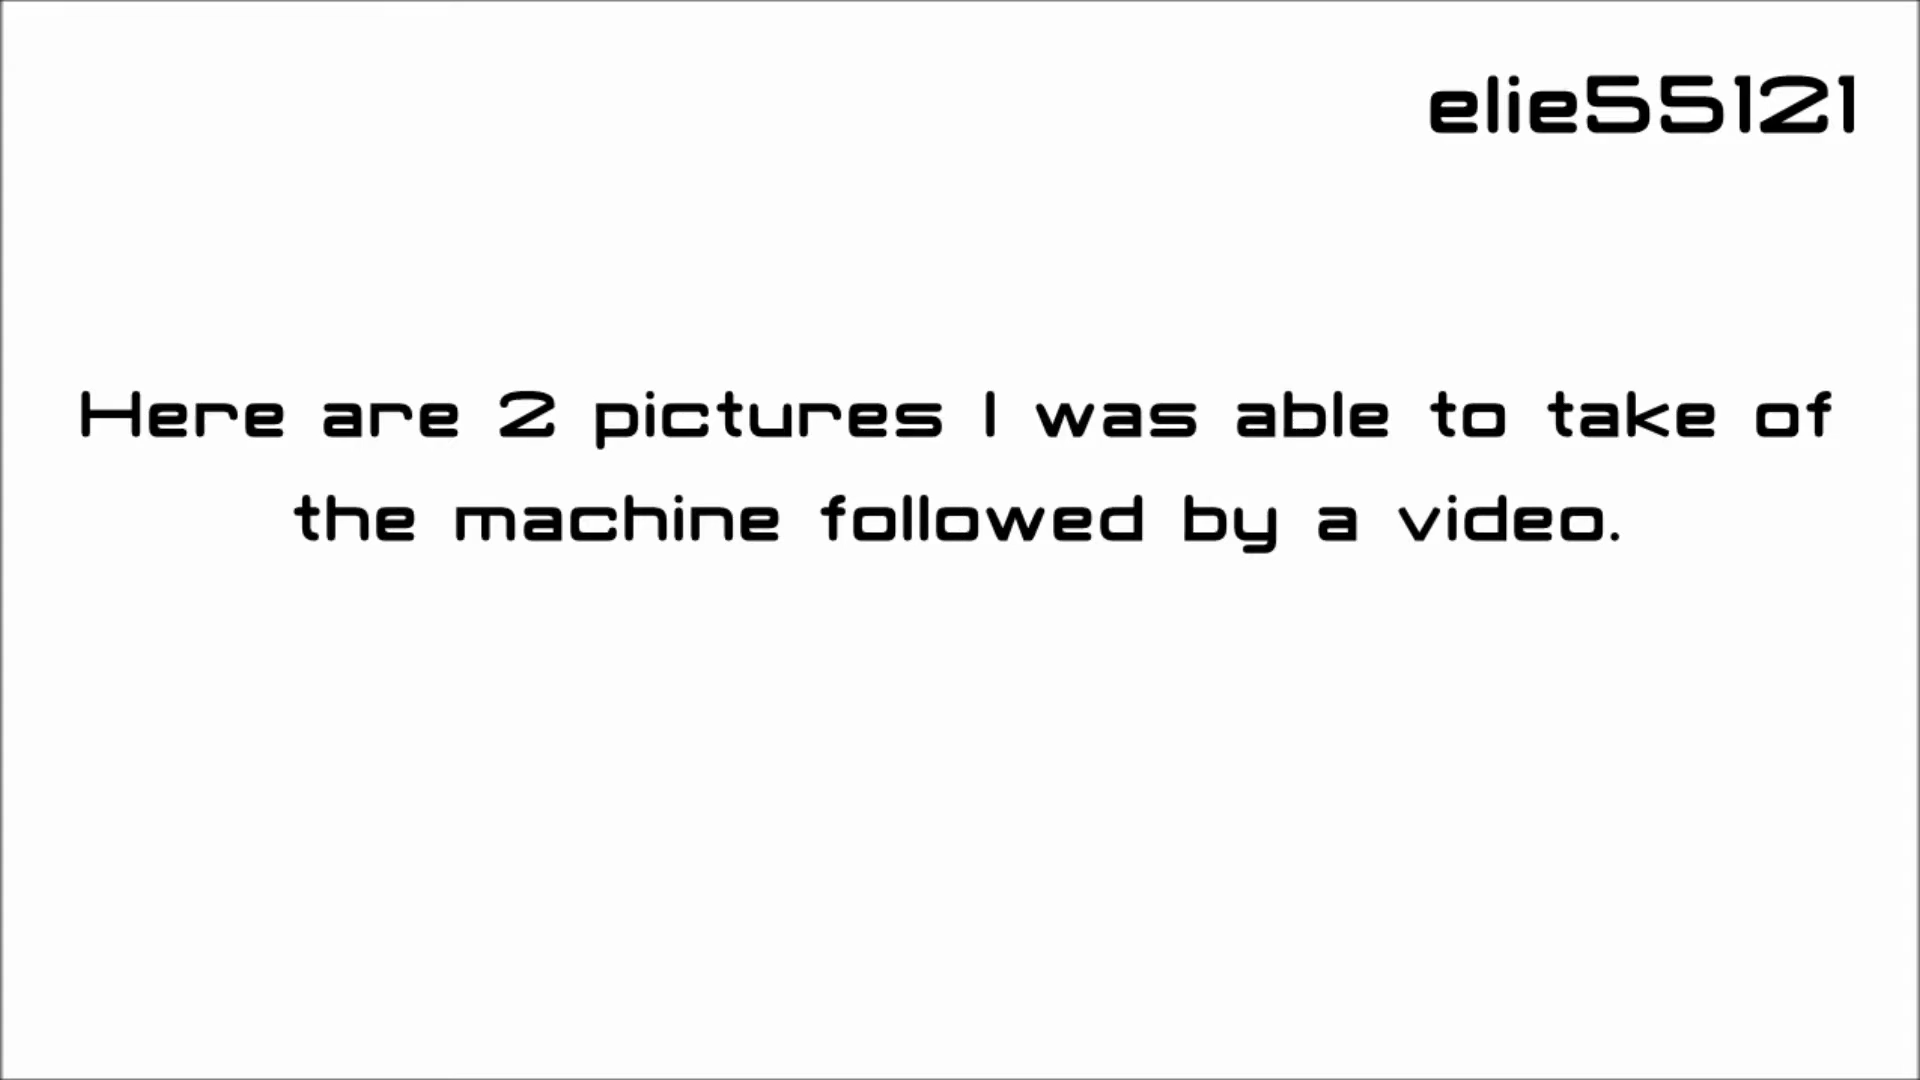 elie55121
Here are 2 pictures I was able to take of
the machine followed by a video.